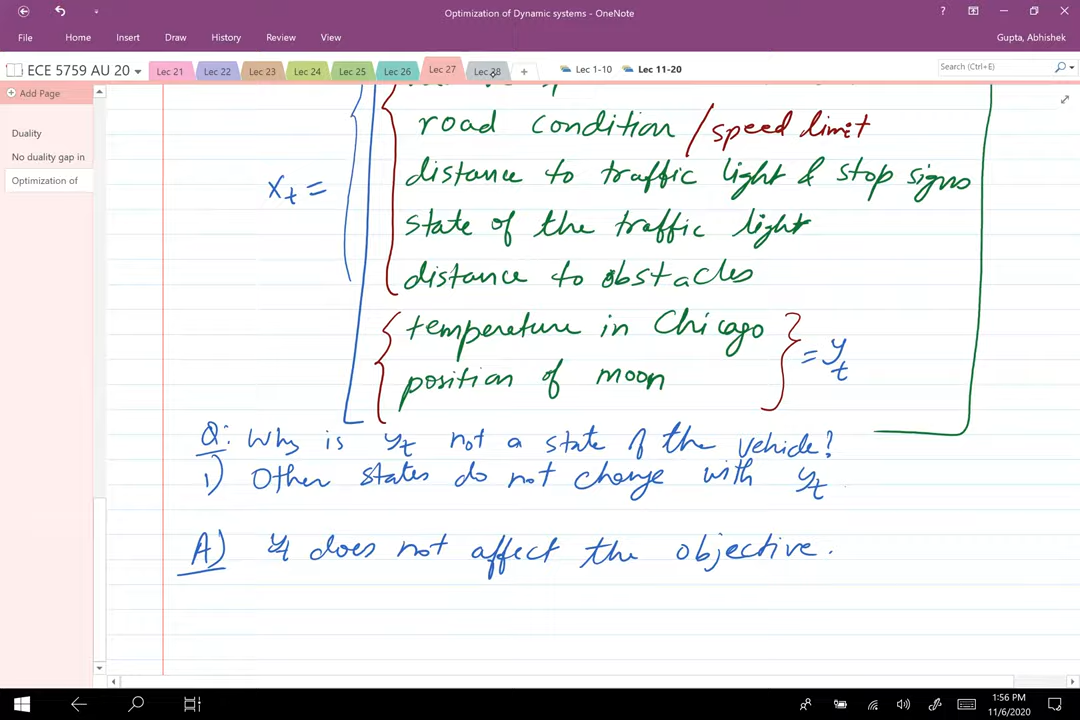 Optimization of Dynamic systems - OneNote
?
File
Home
Insert
Draw
History
Review
View
Gupta, Abhishek
ECE 5759 AU 20
Lec 21
Lec 22
Lec 23
Lec 24
Lec 25
Lec 26
Lec 27
Lec 28
+
Lec 1-10
Lec 11-20
Search (Ctrl+E)
Add Page
Duality
No duality gap in
Optimization of
road condition / speed limit
distance to traffic light & stop signs
state of the traffic light
distance to obstacles
temperature in Chicago
position of moon
x_t =
= y_t
Q: Why is y_t not a state of the vehicle?
1) Other states do not change with y_t
A) y_t does not affect the objective.
1:56 PM
11/6/2020